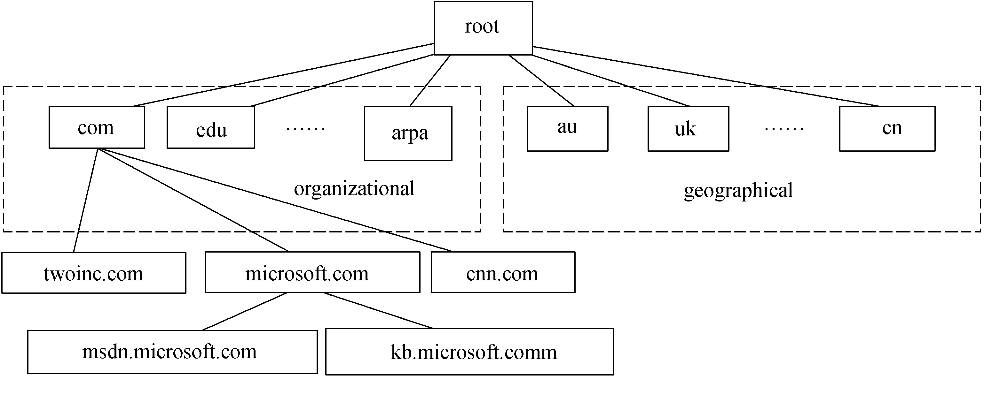 root
com
edu
......
arpa
au
uk
......
cn
organizational
geographical
twoinc.com
microsoft.com
cnn.com
msdn.microsoft.com
kb.microsoft.comm